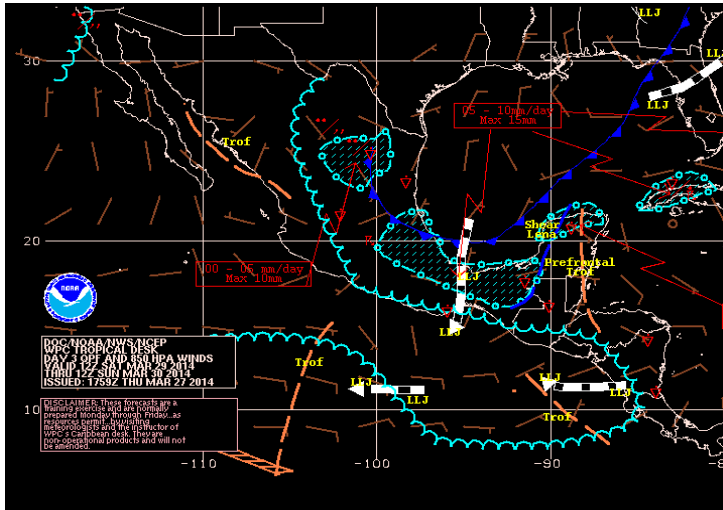 LLJ
LLJ
30
LLJ
05 - 10mm/day
Max 15mm
Trof
20
Shear
Lena
Prefrontal
Trof
00 - 05 mm/day
Max 10mm
LLJ
LLJ
NOAA
DOC/NOAA/NWS/NCEP
WPC TROPICAL DESK
DAY 3 QPF AND 850 HPA WINDS
VALID 12Z SAT MAR 29 2014
THRU 12Z SUN MAR 30 2014
ISSUED: 1759Z THU MAR 27 2014
Trof
LLJ
LLJ
LLJ
LLJ
10
Trof
DISCLAIMER: These forecasts are a
training exercise and are normally
prepared Monday through Friday..as
resources permit...by visiting
meteorologists and the instructor of
WPC's Caribbean desk. They are
non-operational products and will not
be amended.
-110
-100
-90